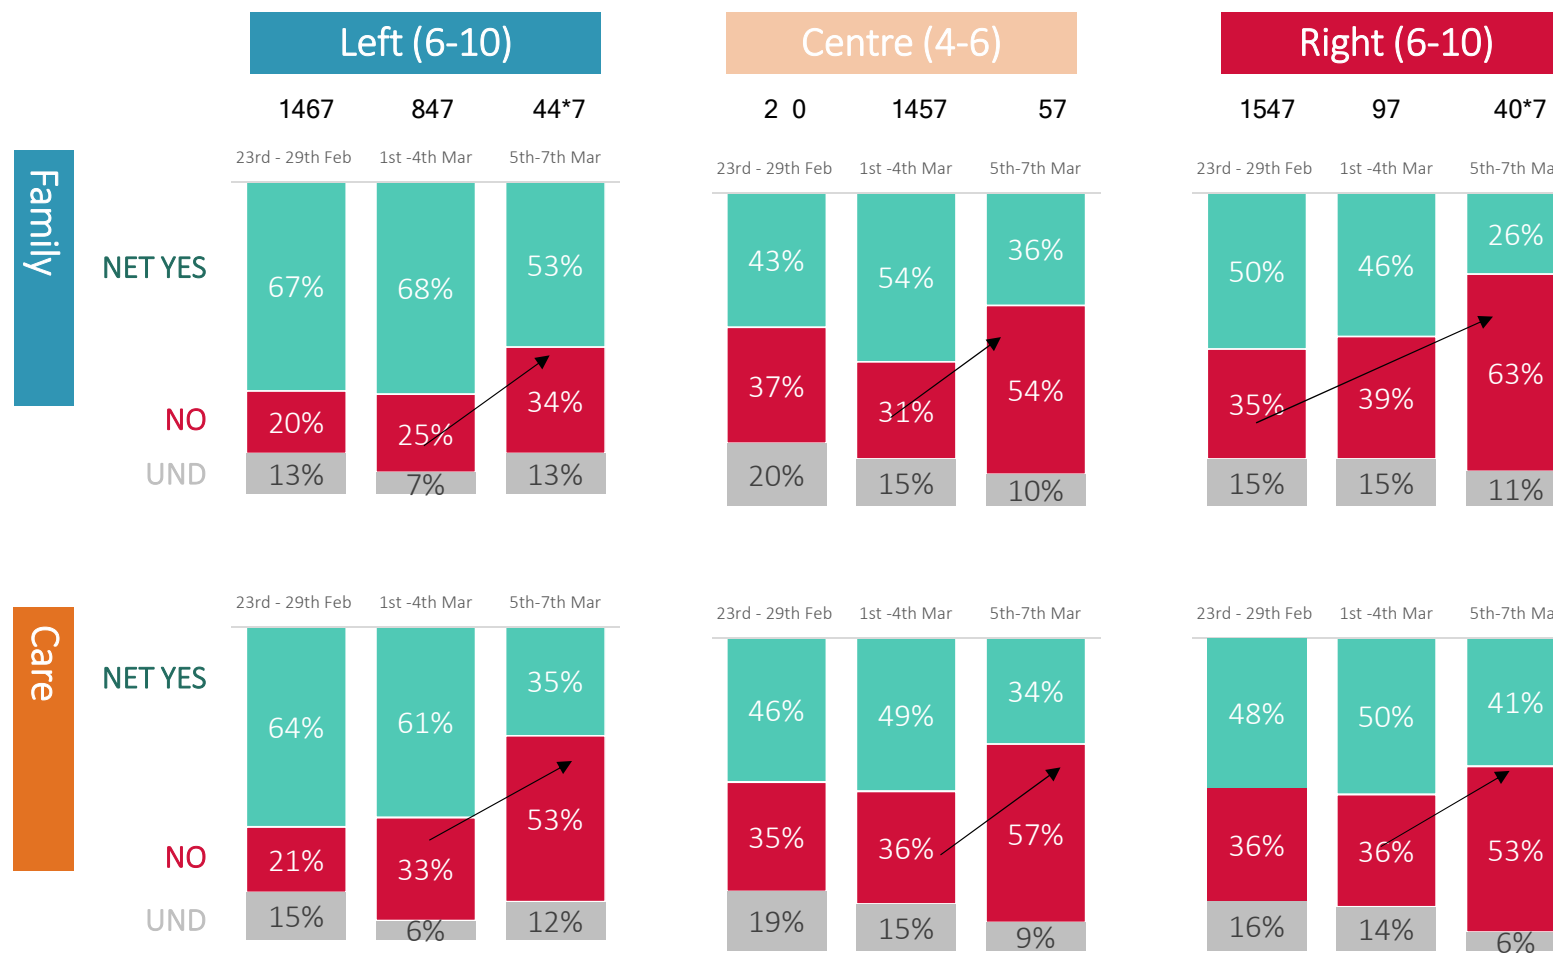 Left (6-10)
Centre (4-6)
Right (6-10)
1467 847 44*7
2 0 1457 57
1547 97 40*7
Family
23rd - 29th Feb 1st -4th Mar 5th-7th Mar
23rd - 29th Feb 1st -4th Mar 5th-7th Mar
23rd - 29th Feb 1st -4th Mar 5th-7th Ma
NET YES
67% 68% 53%
43% 54% 36%
50% 46% 26%
NO
20% 25% 34%
37% 31% 54%
35% 39% 63%
UND
13% 7% 13%
20% 15% 10%
15% 15% 11%
Care
23rd - 29th Feb 1st -4th Mar 5th-7th Mar
23rd - 29th Feb 1st -4th Mar 5th-7th Mar
23rd - 29th Feb 1st -4th Mar 5th-7th Ma
NET YES
64% 61% 35%
46% 49% 34%
48% 50% 41%
NO
21% 33% 53%
35% 36% 57%
36% 36% 53%
UND
15% 6% 12%
19% 15% 9%
16% 14% 6%